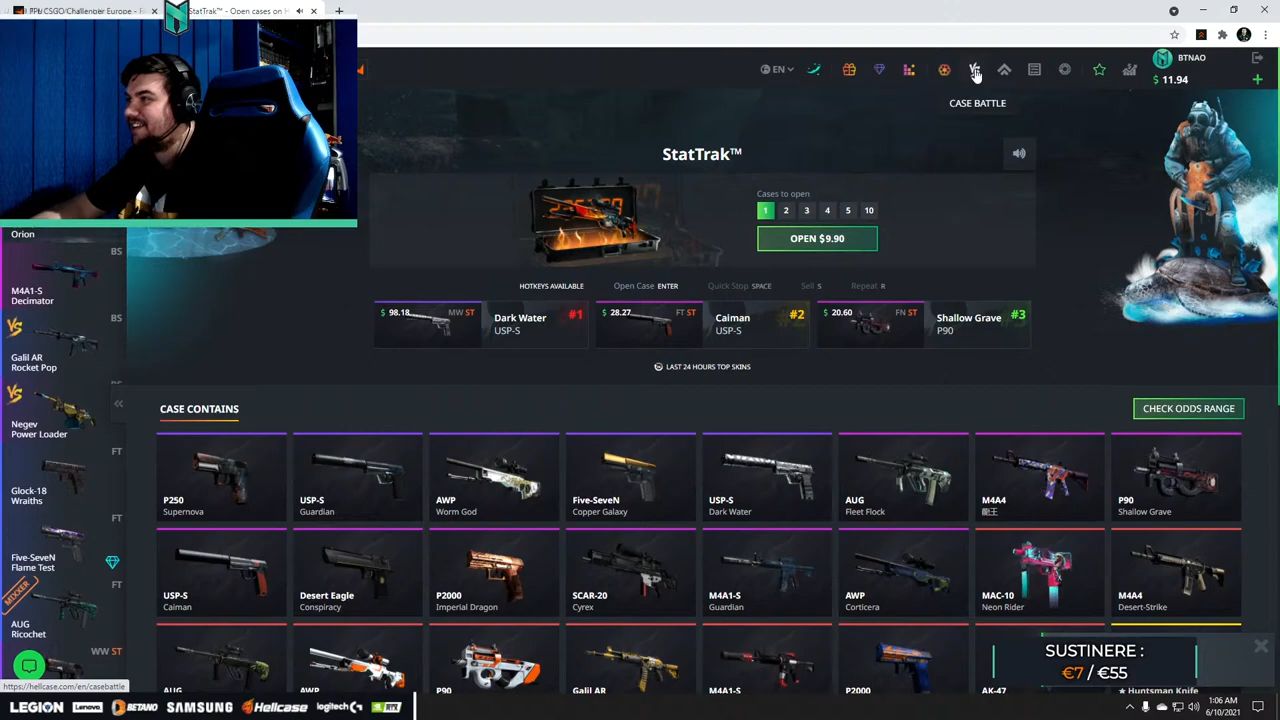 CSGO/Challenger Europe - B
StatTrak™ - Open cases on H
EN
BTNAO
$ 11.94
CASE BATTLE
StatTrak™
Cases to open
1 2 3 4 5 10
OPEN $9.90
HOTKEYS AVAILABLE Open Case ENTER Quick Stop SPACE Sell S Repeat R
$ 98.18 MW ST Dark Water #1
USP-S
$ 28.27 FT ST Caiman #2
USP-S
$ 20.60 FN ST Shallow Grave #3
P90
LAST 24 HOURS TOP SKINS
Orion
BS
M4A1-S
Decimator
BS
VS
Galil AR
Rocket Pop
VS
Negev
Power Loader
FT
Glock-18
Wraiths
FT
Five-SeveN
Flame Test
FT
MIXXER
AUG
Ricochet
WW ST
CASE CONTAINS
CHECK ODDS RANGE
P250
Supernova
USP-S
Guardian
AWP
Worm God
Five-SeveN
Copper Galaxy
USP-S
Dark Water
AUG
Fleet Flock
M4A4
龍王
P90
Shallow Grave
USP-S
Caiman
Desert Eagle
Conspiracy
P2000
Imperial Dragon
SCAR-20
Cyrex
M4A1-S
Guardian
AWP
Corticera
MAC-10
Neon Rider
M4A4
Desert-Strike
AUG
AWP
P90
Galil AR
M4A1-S
P2000
AK-47
★ Huntsman Knife
SUSTINERE :
€7 / €55
https://hellcase.com/en/casebattle
LEGION Lenovo BETANO SAMSUNG Hellcase logitech G RTX
1:06 AM
6/10/2021